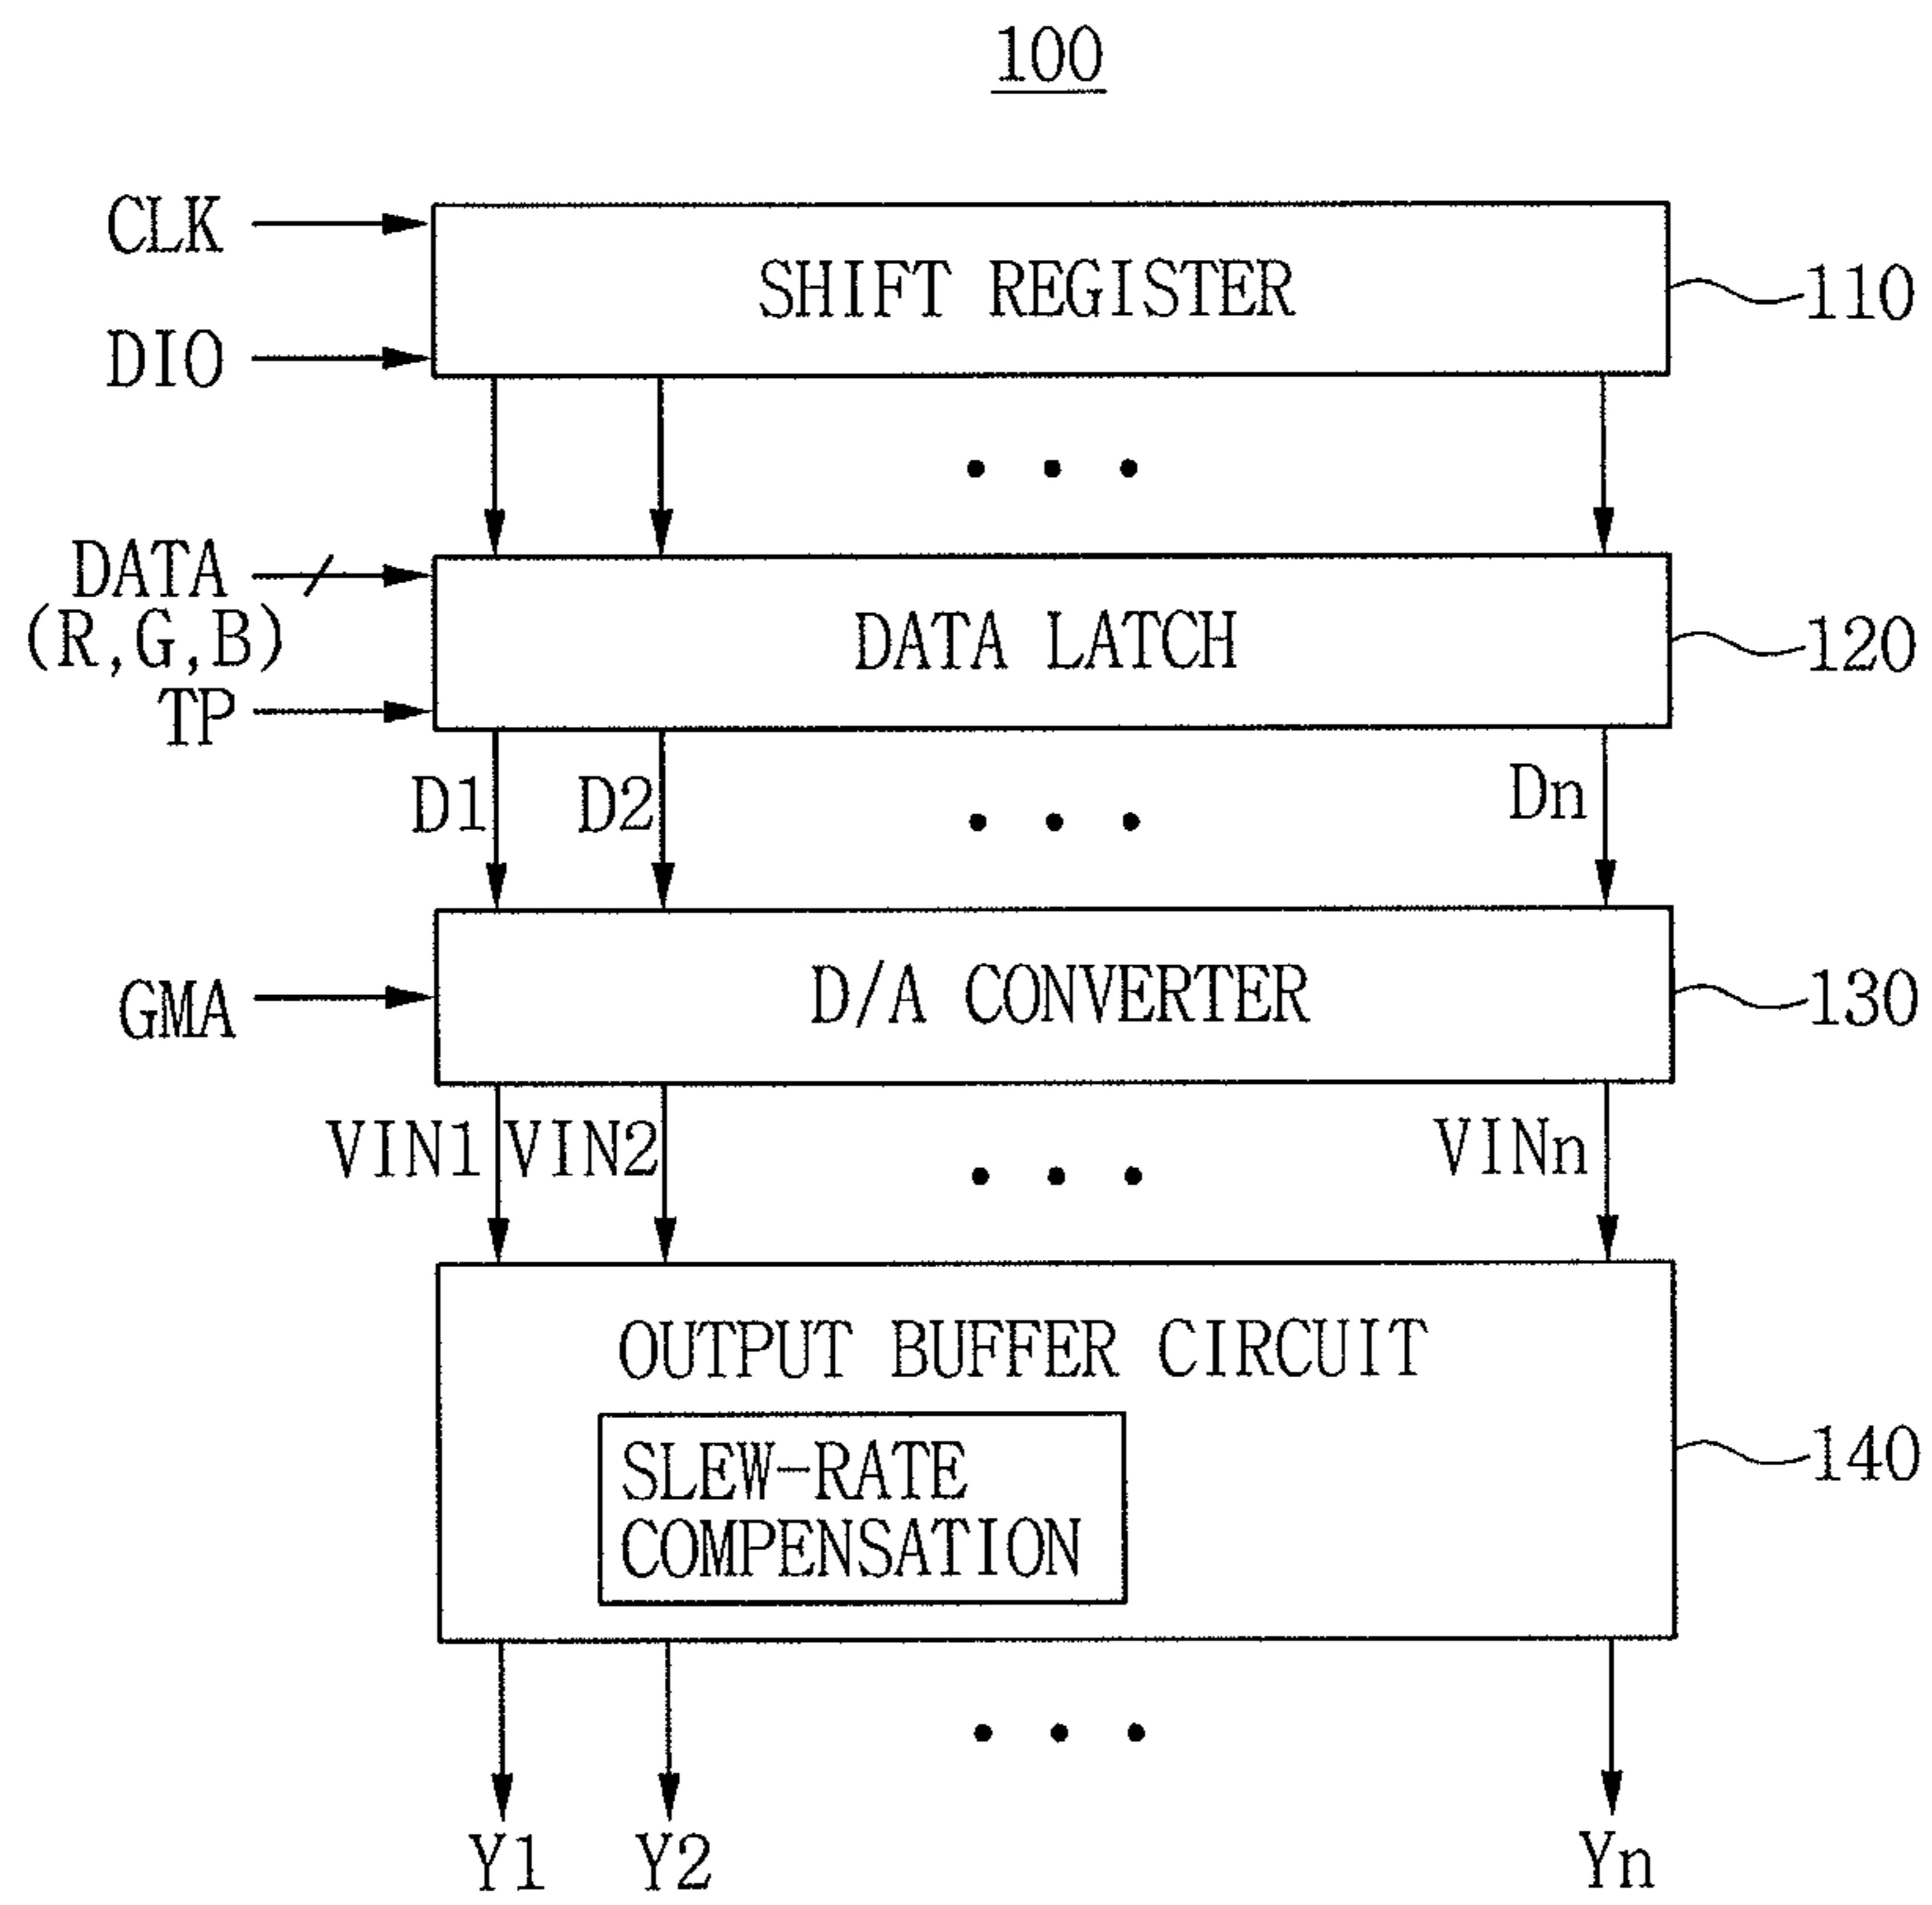 100
CLK
SHIFT REGISTER
110
DIO
DATA
(R,G,B)
DATA LATCH
120
TP
D1 D2 Dn
GMA
D/A CONVERTER
130
VIN1 VIN2 VINn
OUTPUT BUFFER CIRCUIT
SLEW-RATE
COMPENSATION
140
Y1 Y2 Yn